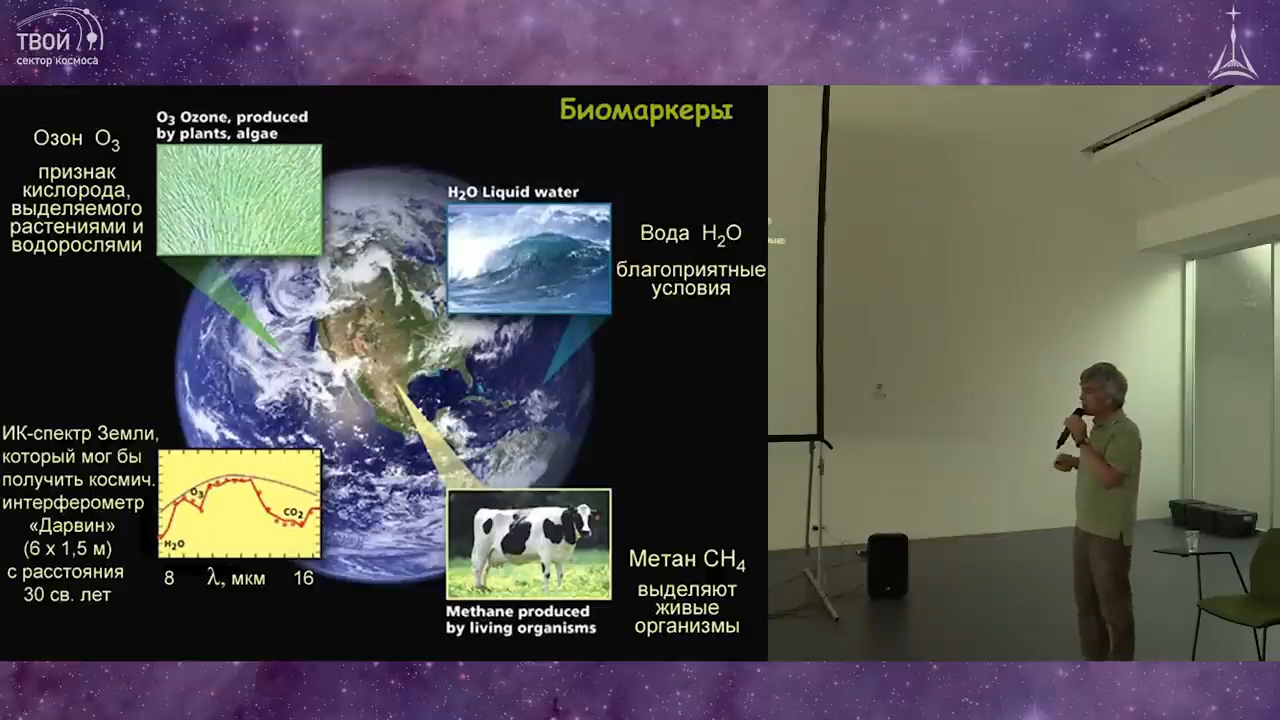 ТВОЙ
сектор космоса
Биомаркеры
O3 Ozone, produced
by plants, algae
Озон O3
признак
кислорода,
выделяемого
растениями и
водорослями
H2O Liquid water
Вода H2O
благоприятные
условия
ИК-спектр Земли,
который мог бы
получить космич.
интерферометр
«Дарвин»
(6 x 1,5 м)
с расстояния
30 св. лет
O3
CO2
H2O
8 λ, мкм 16
Метан CH4
выделяют
живые
организмы
Methane produced
by living organisms